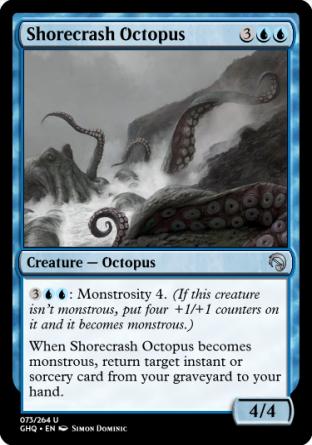 Shorecrash Octopus 3
Creature — Octopus
3: Monstrosity 4. (If this creature
isn't monstrous, put four +1/+1 counters on
it and it becomes monstrous.)
When Shorecrash Octopus becomes
monstrous, return target instant or
sorcery card from your graveyard to your
hand.
4/4
073/264 U
GHQ • EN SIMON DOMINIC